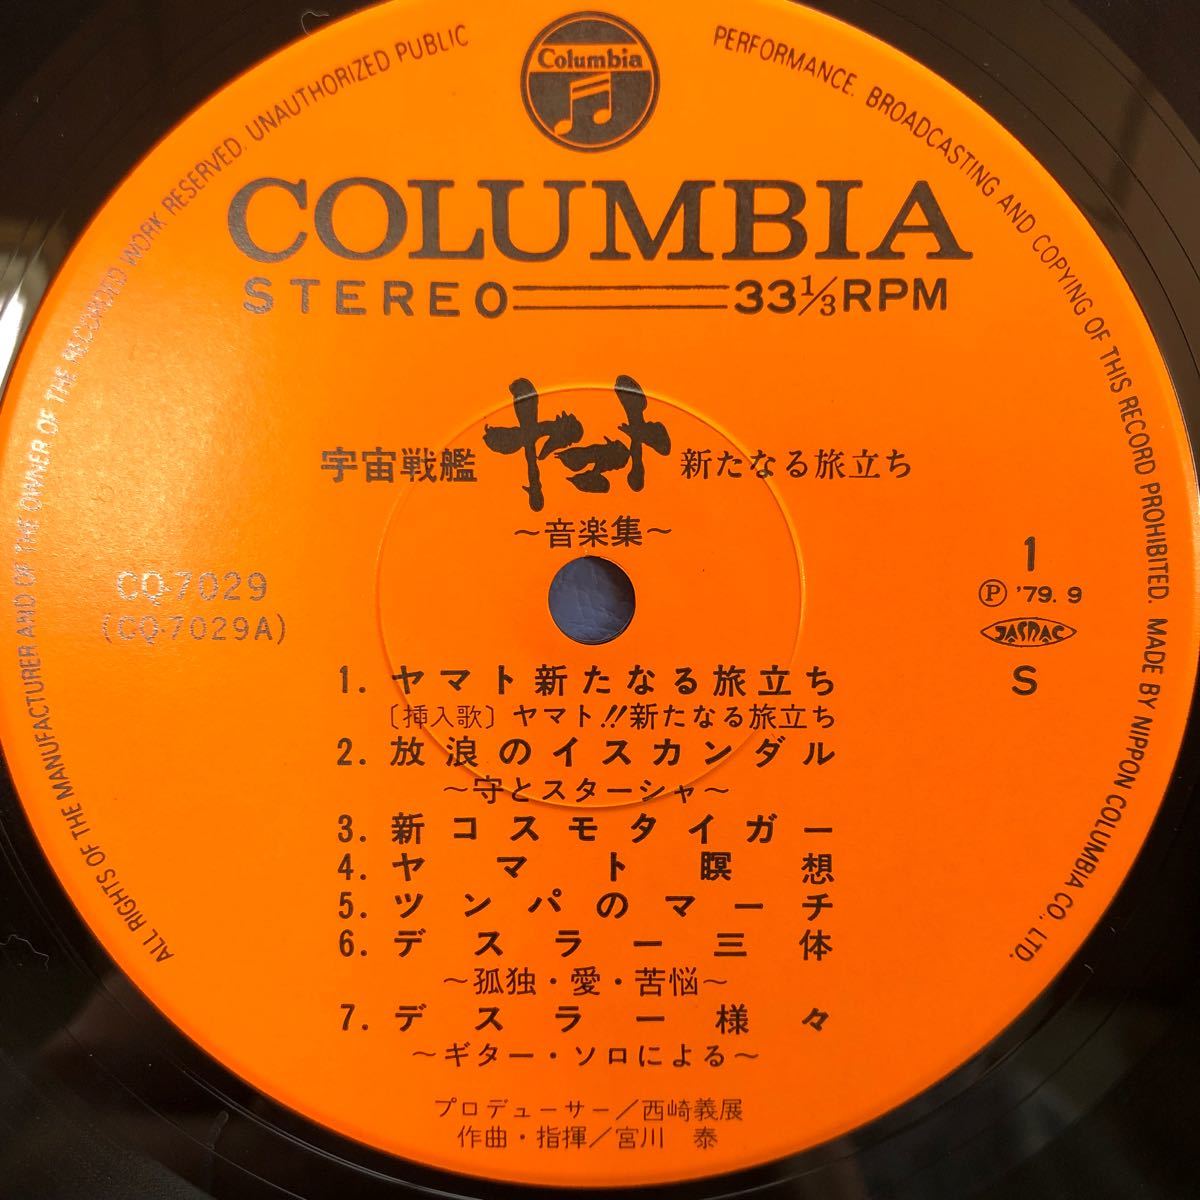 ALL RIGHTS OF THE MANUFACTURER AND OF THE OWNER OF THE RECORDED WORK RESERVED. UNAUTHORIZED PUBLIC PERFORMANCE. BROADCASTING AND COPYING OF THIS RECORD PROHIBITED. MADE BY NIPPON COLUMBIA CO., LTD.
Columbia
COLUMBIA
STEREO 33 1/3 RPM
宇宙戦艦 ヤマト 新たなる旅立ち
～音楽集～
CQ-7029
(CQ-7029A)
1
Ⓟ '79. 9
JASRAC
S
1. ヤマト新たなる旅立ち
〔挿入歌〕ヤマト!!新たなる旅立ち
2. 放浪のイスカンダル
～守とスターシャ～
3. 新コスモタイガー
4. ヤマト瞑想
5. ツンパのマーチ
6. デスラー三体
～孤独・愛・苦悩～
7. デスラー様々
～ギター・ソロによる～
プロデューサー/西崎義展
作曲・指揮/宮川 泰